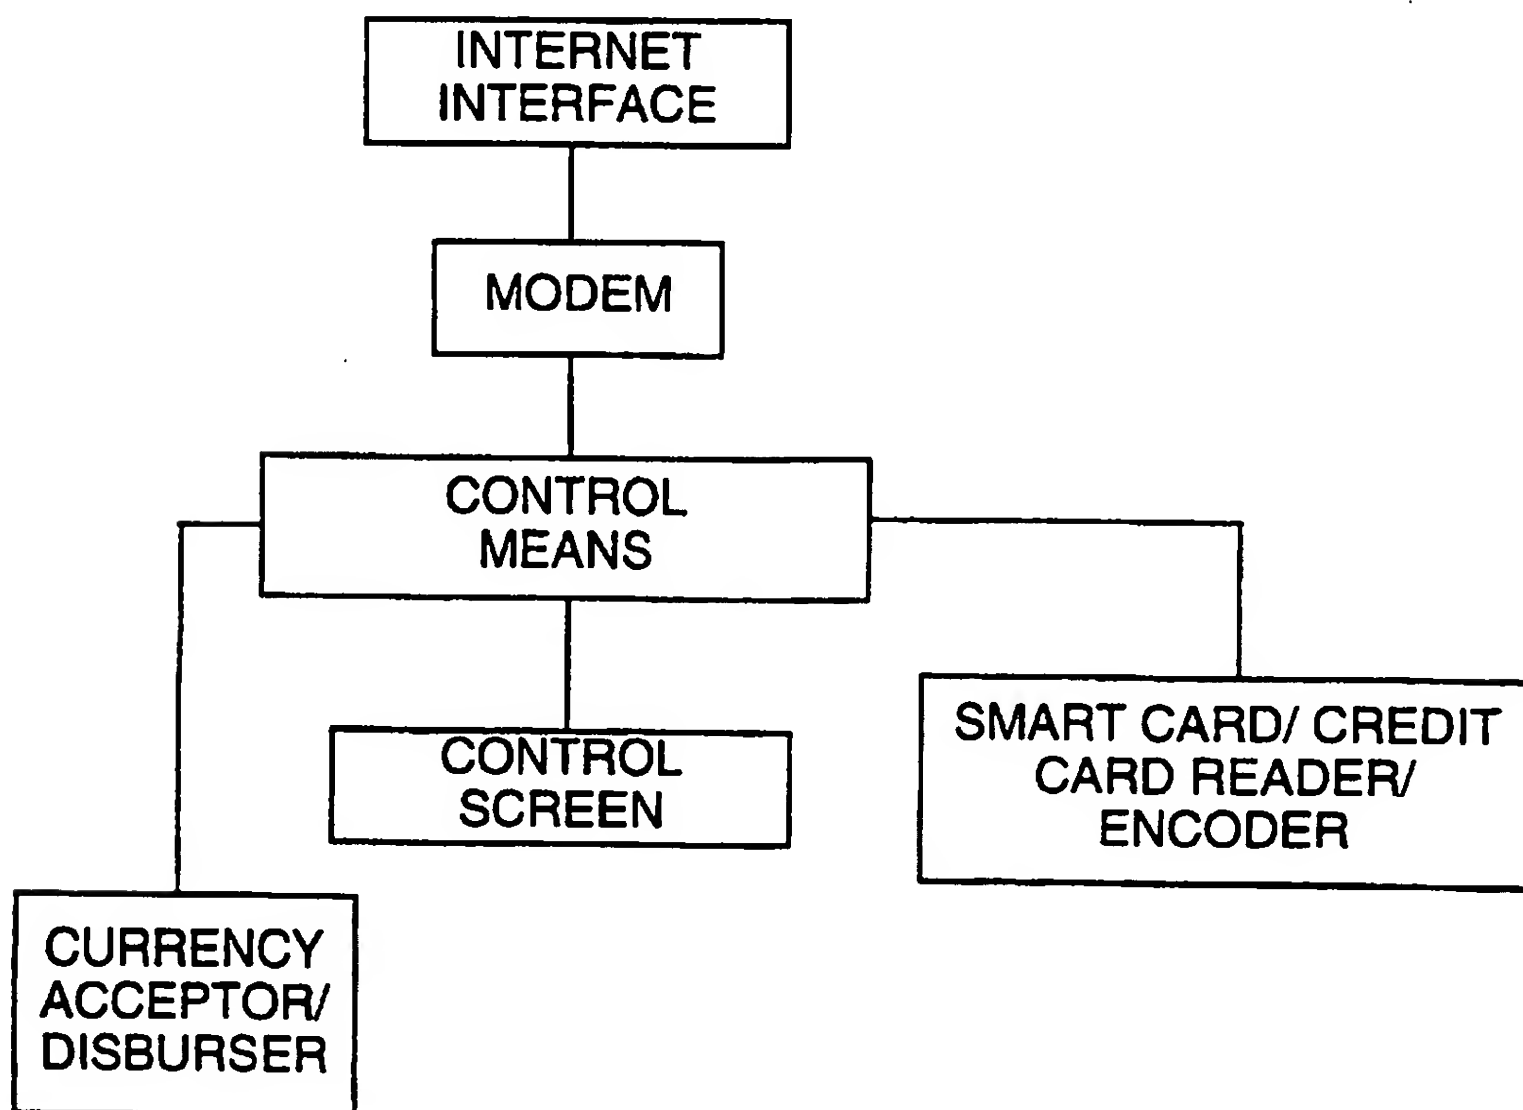 INTERNET
INTERFACE
MODEM
CONTROL
MEANS
CONTROL
SCREEN
SMART CARD/ CREDIT
CARD READER/
ENCODER
CURRENCY
ACCEPTOR/
DISBURSER